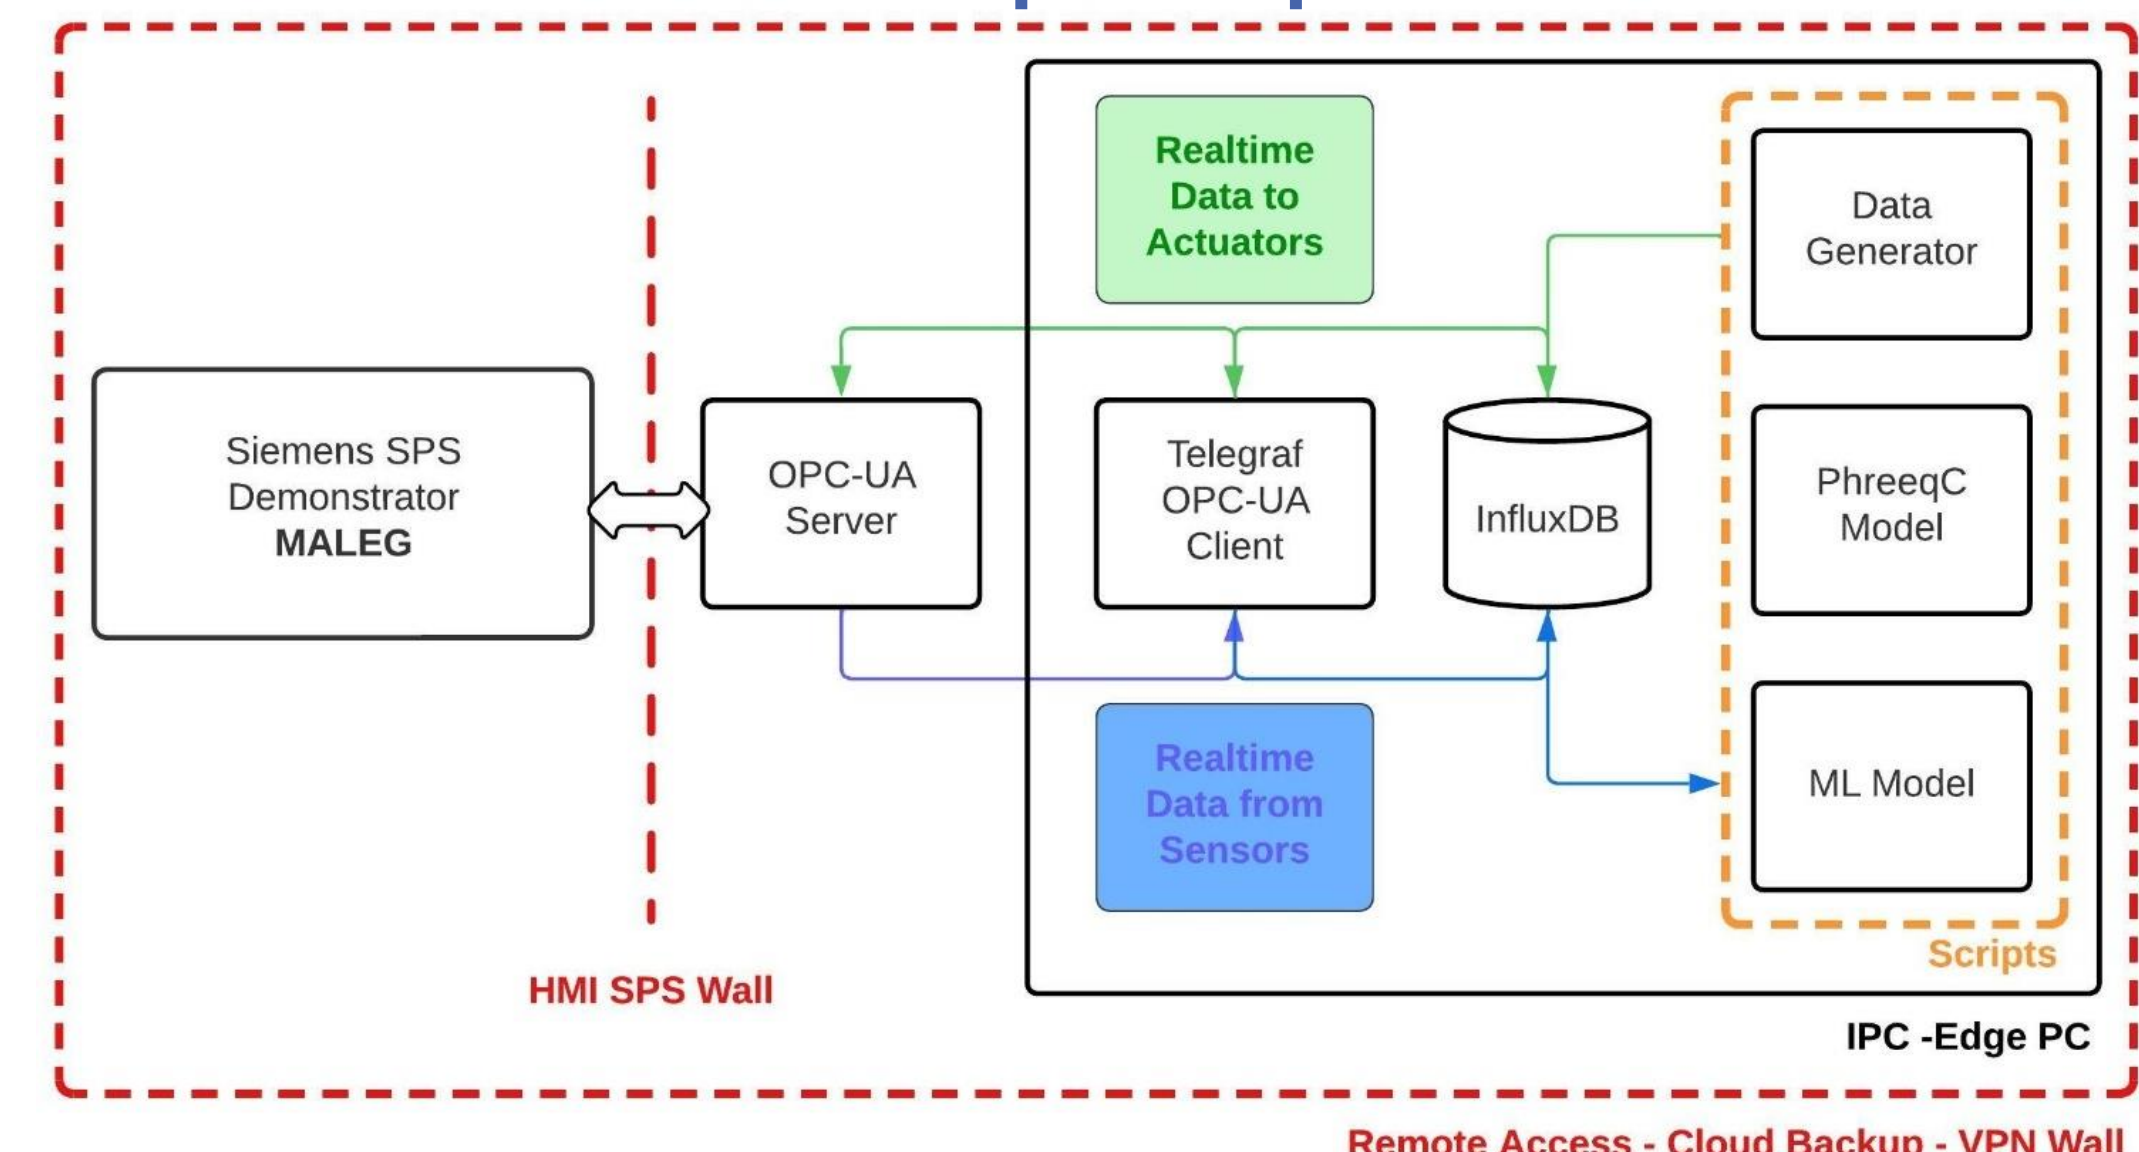 Realtime
Data to
Actuators
Data
Generator
Siemens SPS
Demonstrator
MALEG
OPC-UA
Server
Telegraf
OPC-UA
Client
InfluxDB
PhreeqC
Model
Realtime
Data from
Sensors
ML Model
Scripts
HMI SPS Wall
IPC -Edge PC
Remote Access - Cloud Backup - VPN Wall